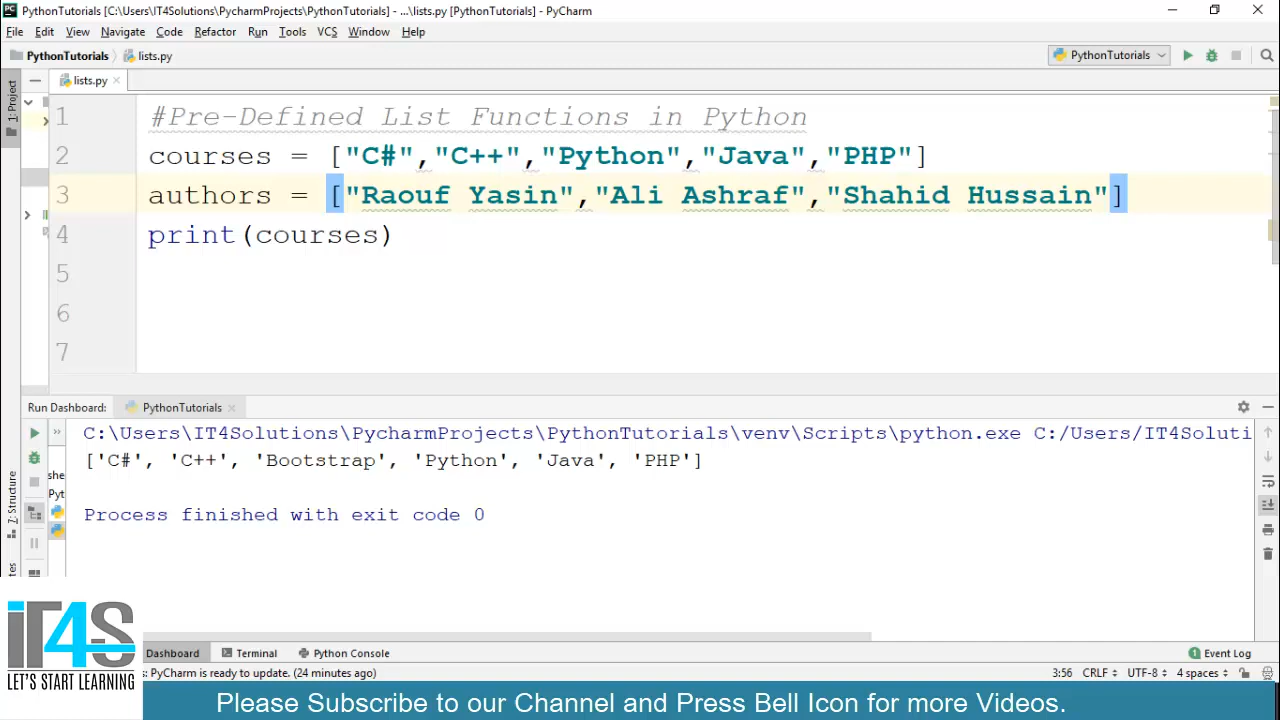 PythonTutorials [C:\Users\IT4Solutions\PycharmProjects\PythonTutorials] - ...\lists.py [PythonTutorials] - PyCharm
File Edit View Navigate Code Refactor Run Tools VCS Window Help
PythonTutorials lists.py PythonTutorials
1: Project
lists.py
1 #Pre-Defined List Functions in Python
2 courses = ["C#","C++","Python","Java","PHP"]
3 authors = ["Raouf Yasin","Ali Ashraf","Shahid Hussain"]
4 print(courses)
5
6
7
Run Dashboard: PythonTutorials
C:\Users\IT4Solutions\PycharmProjects\PythonTutorials\venv\Scripts\python.exe C:/Users/IT4Soluti
['C#', 'C++', 'Bootstrap', 'Python', 'Java', 'PHP']
Process finished with exit code 0
7: Structure
iT4S
LET'S START LEARNING
Dashboard Terminal Python Console Event Log
PyCharm is ready to update. (24 minutes ago) 3:56 CRLF UTF-8 4 spaces
Please Subscribe to our Channel and Press Bell Icon for more Videos.